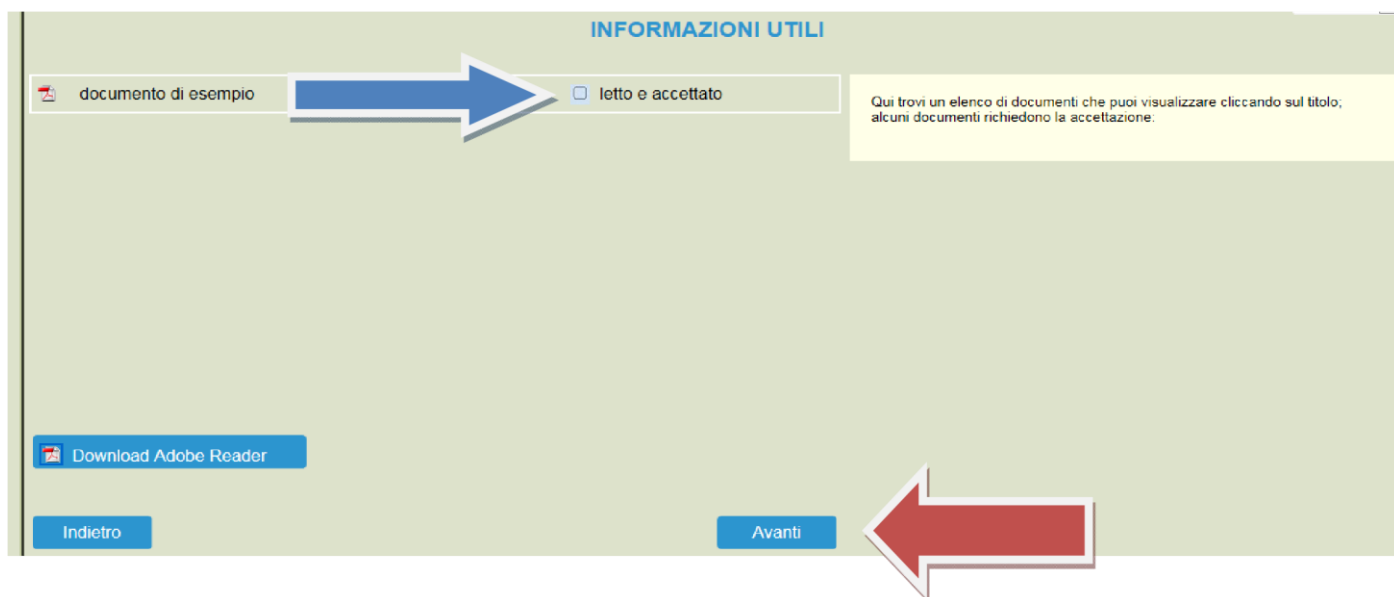 INFORMAZIONI UTILI
documento di esempio
letto e accettato
Qui trovi un elenco di documenti che puoi visualizzare cliccando sul titolo;
alcuni documenti richiedono la accettazione:
Download Adobe Reader
Indietro
Avanti